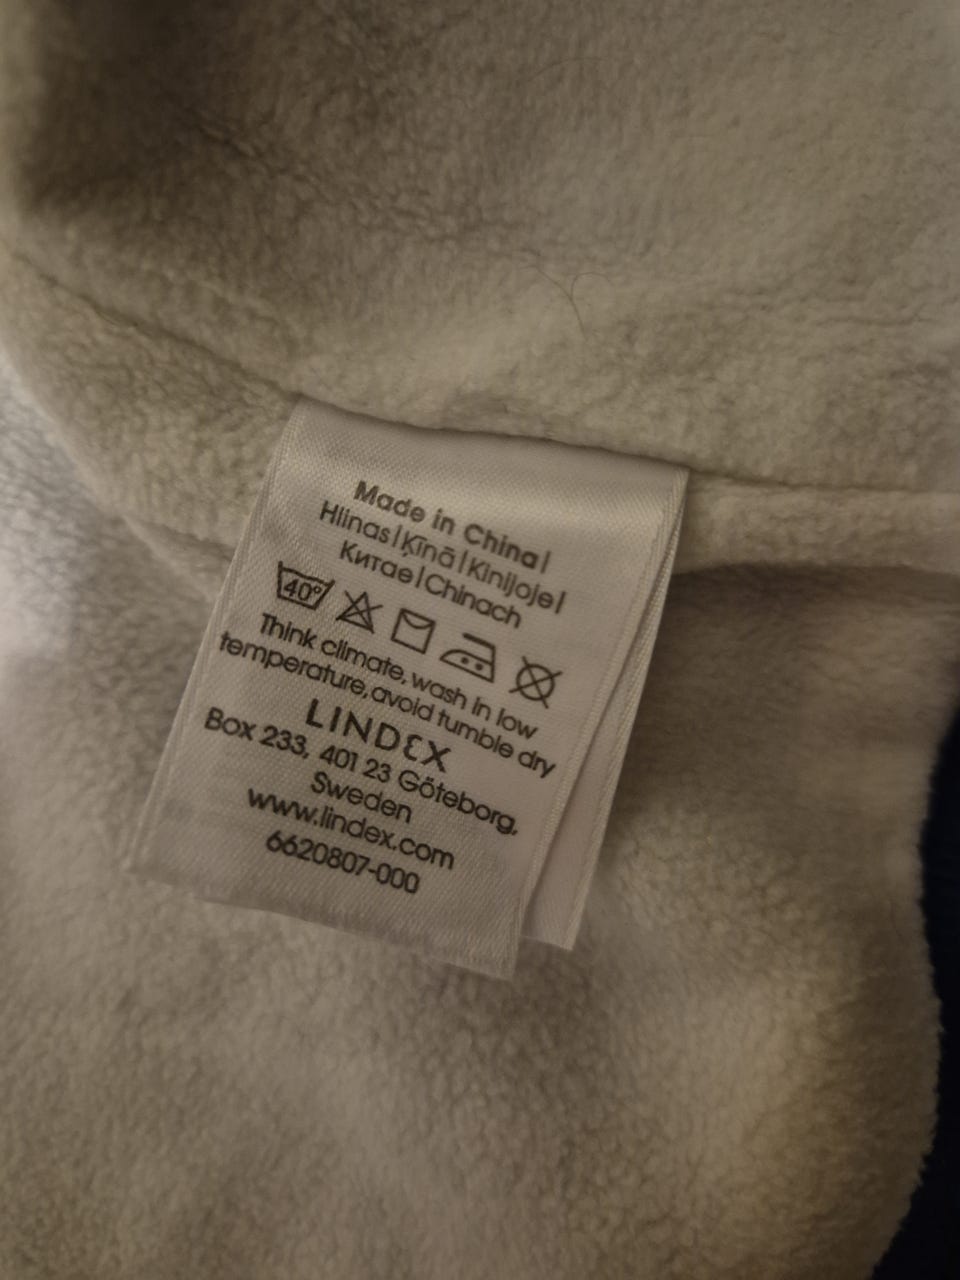 Made in China|
Hiinas|Ķīnā|Kinijoje|
Китае|Chinach
40°
Think climate, wash in low
temperature, avoid tumble dry
LINDEX
Box 233, 401 23 Göteborg,
Sweden
www.lindex.com
6620807-000